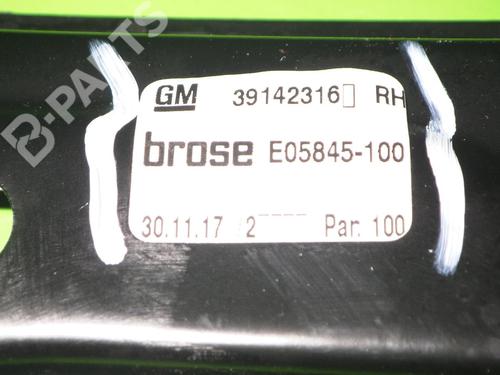 B-PARTS
GM 39142316 RH
brose E05845-100
30.11.17 /2 Par. 100